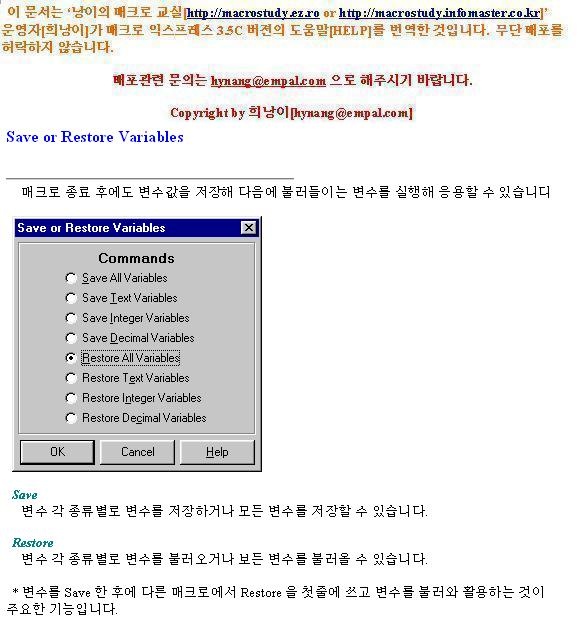 이 문서는 ‘낭이의 매크로 교실[http://macrostudy.ez.ro or http://macrostudy.infomaster.co.kr]’
운영자[희낭이]가 매크로 익스프레스 3.5C 버젼의 도움말[HELP]를 번역한 것입니다. 무단 배포를
허락하지 않습니다.
배포관련 문의는 hynang@empal.com 으로 해주시기 바랍니다.
Copyright by 희낭이[hynang@empal.com]
Save or Restore Variables
매크로 종료 후에도 변수값을 저장해 다음에 불러들이는 변수를 실행해 응용할 수 있습니다
Save or Restore Variables
Commands
Save All Variables
Save Text Variables
Save Integer Variables
Save Decimal Variables
Restore All Variables
Restore Text Variables
Restore Integer Variables
Restore Decimal Variables
OK Cancel Help
Save
변수 각 종류별로 변수를 저장하거나 모든 변수를 저장할 수 있습니다.
Restore
변수 각 종류별로 변수를 불러오거나 보든 변수를 불러올 수 있습니다.
* 변수를 Save 한 후에 다른 매크로에서 Restore 을 첫줄에 쓰고 변수를 불러와 활용하는 것이
주요한 기능입니다.